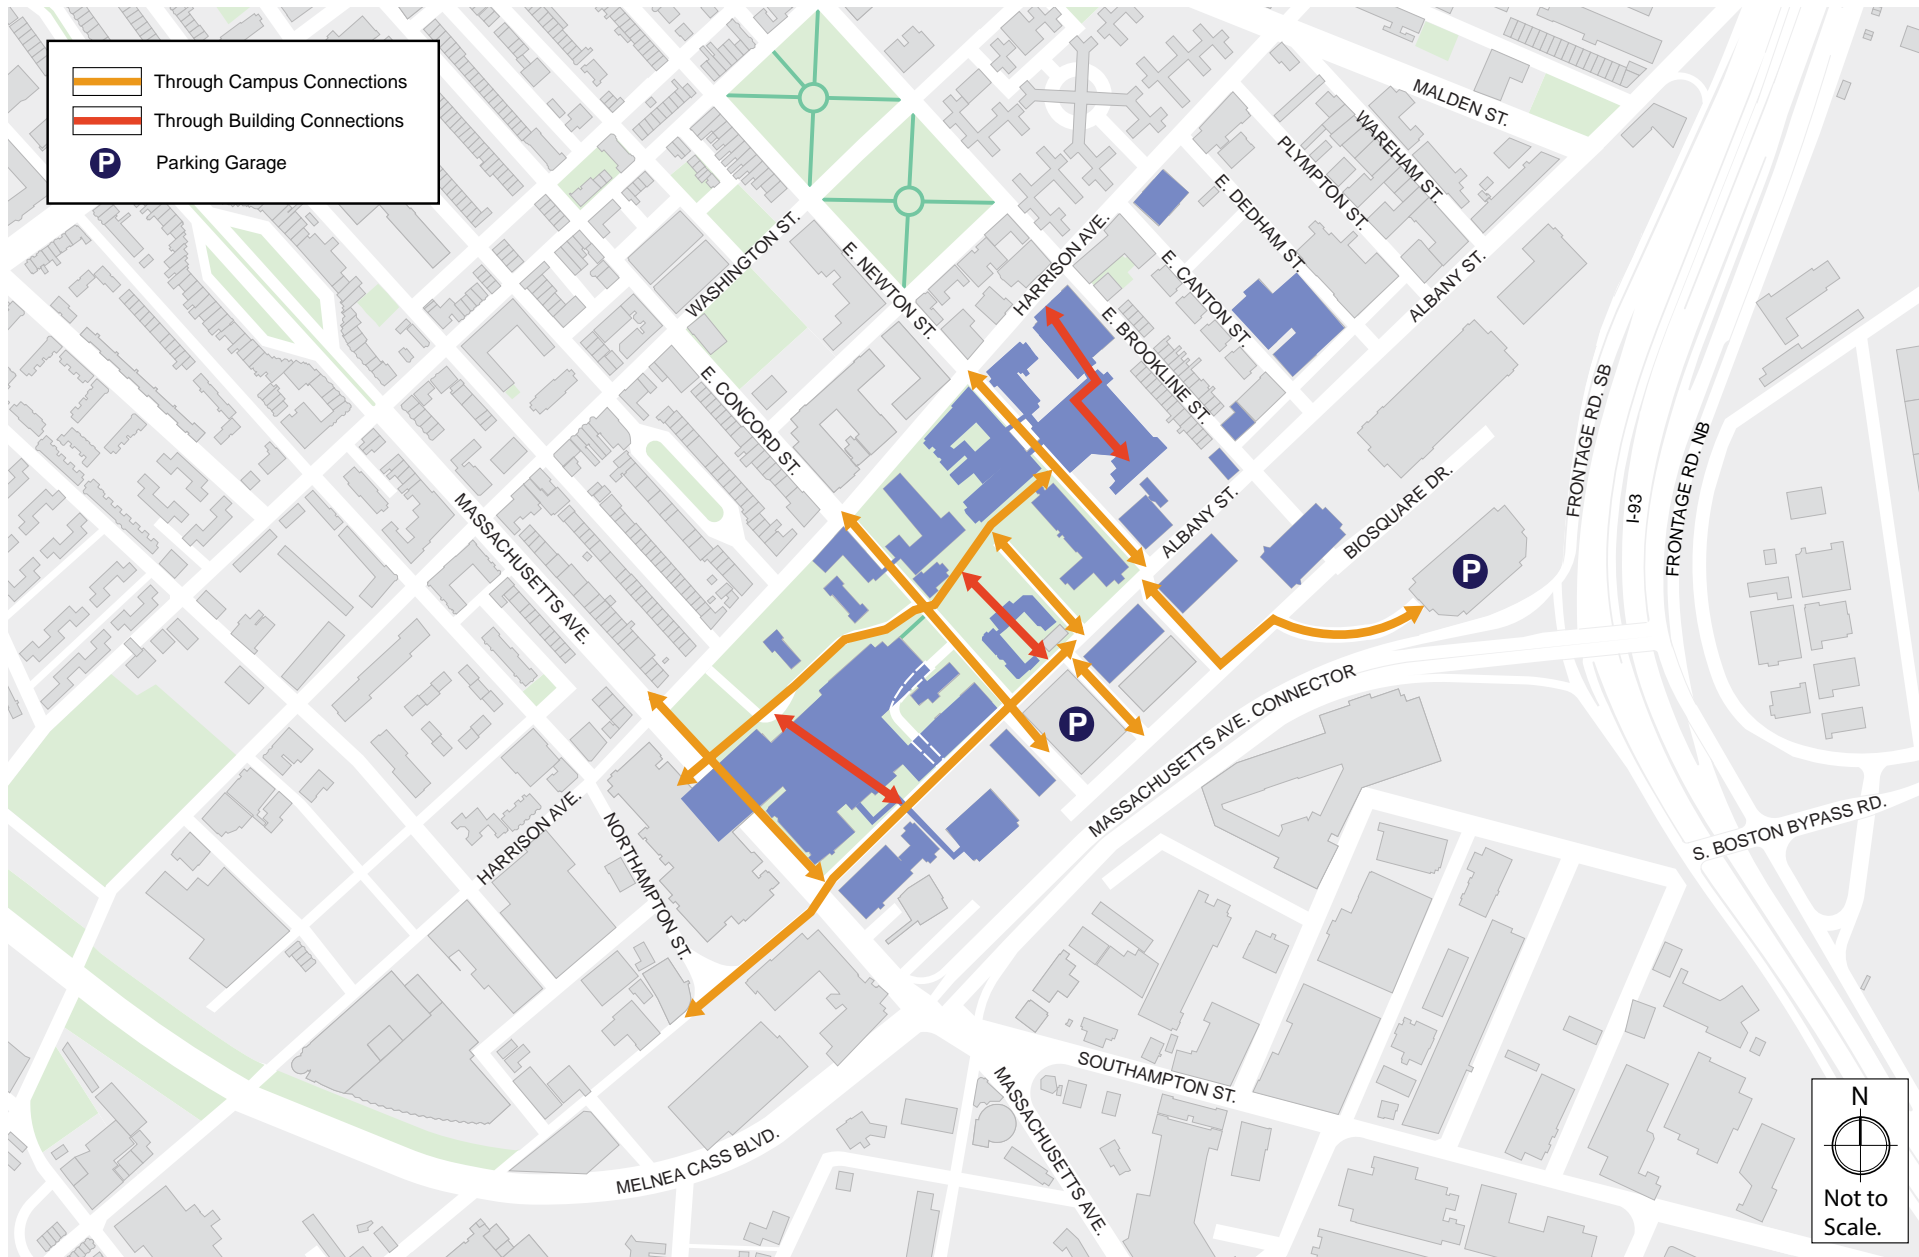 Through Campus Connections
Through Building Connections
P
Parking Garage
MALDEN ST.
WAREHAM ST.
PLYMPTON ST.
E. DEDHAM ST.
HARRISON AVE.
WASHINGTON ST.
E. NEWTON ST.
E. CANTON ST.
ALBANY ST.
E. BROOKLINE ST.
E. CONCORD ST.
FRONTAGE RD. SB
I-93
FRONTAGE RD. NB
BIOSQUARE DR.
ALBANY ST.
MASSACHUSETTS AVE.
P
P
MASSACHUSETTS AVE. CONNECTOR
HARRISON AVE.
NORTHAMPTON ST.
S. BOSTON BYPASS RD.
SOUTHAMPTON ST.
MASSACHUSETTS AVE.
MELNEA CASS BLVD.
N
Not to
Scale.